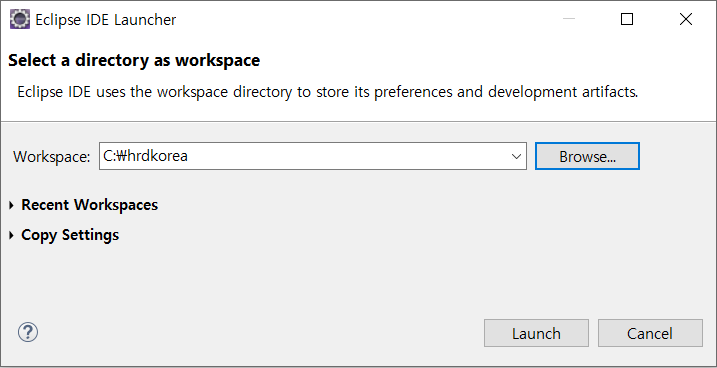 Eclipse IDE Launcher
Select a directory as workspace
Eclipse IDE uses the workspace directory to store its preferences and development artifacts.
Workspace: C:₩hrdkorea Browse...
Recent Workspaces
Copy Settings
? Launch Cancel